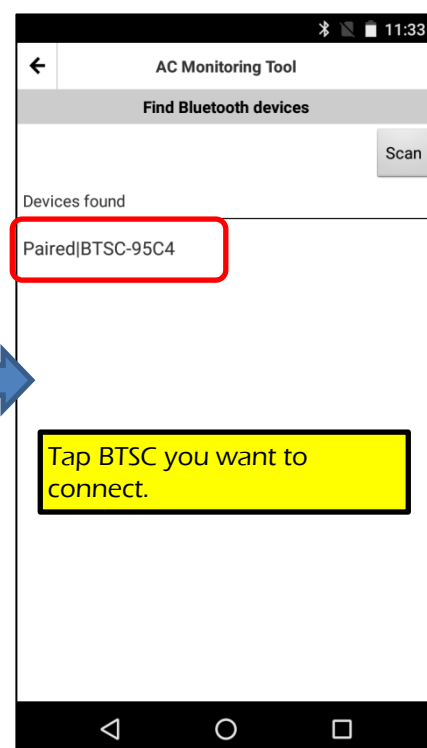 11:33
AC Monitoring Tool
Find Bluetooth devices
Scan
Devices found
Paired|BTSC-95C4
Tap BTSC you want to
connect.